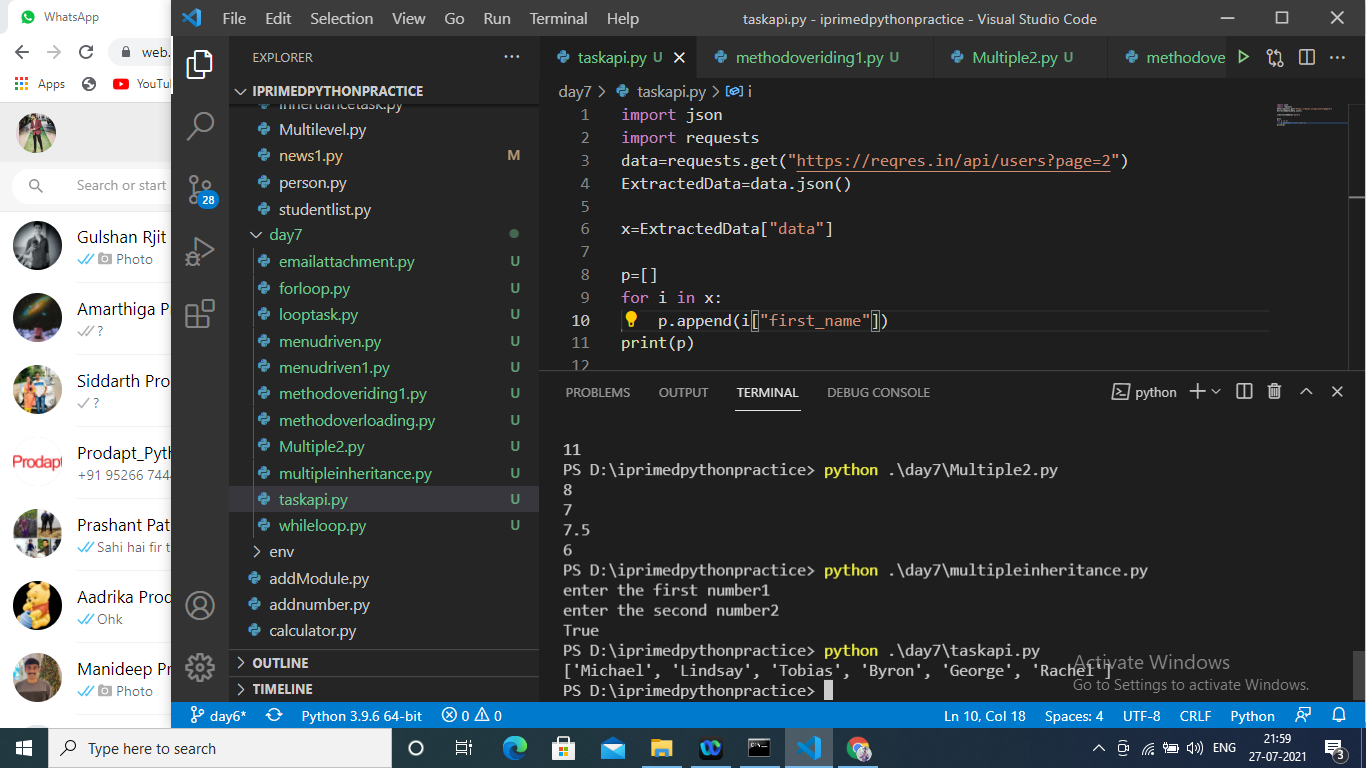 WhatsApp
web.
Apps
YouTu
Search or start
Gulshan Rjit
Photo
Amarthiga P
?
Siddarth Pro
?
Prodapt
Prodapt_Pyth
+91 95266 744
Prashant Pat
Sahi hai fir t
Aadrika Proc
Ohk
Manideep Pr
Photo
File Edit Selection View Go Run Terminal Help
taskapi.py - iprimedpythonpractice - Visual Studio Code
EXPLORER
IPRIMEDPYTHONPRACTICE
inheritancetask.py
Multilevel.py
news1.py M
person.py
studentlist.py
day7
emailattachment.py U
forloop.py U
looptask.py U
menudriven.py U
menudriven1.py U
methodoveriding1.py U
methodoverloading.py U
Multiple2.py U
multipleinheritance.py U
taskapi.py U
whileloop.py U
env
addModule.py
addnumber.py
calculator.py
OUTLINE
TIMELINE
28
taskapi.py U methodoveriding1.py U Multiple2.py U methodove
day7 > taskapi.py > i
1 import json
2 import requests
3 data=requests.get("https://reqres.in/api/users?page=2")
4 ExtractedData=data.json()
5
6 x=ExtractedData["data"]
7
8 p=[]
9 for i in x:
10 p.append(i["first_name"])
11 print(p)
12
PROBLEMS OUTPUT TERMINAL DEBUG CONSOLE python
11
PS D:\iprimedpythonpractice> python .\day7\Multiple2.py
8
7
7.5
6
PS D:\iprimedpythonpractice> python .\day7\multipleinheritance.py
enter the first number1
enter the second number2
True
PS D:\iprimedpythonpractice> python .\day7\taskapi.py
['Michael', 'Lindsay', 'Tobias', 'Byron', 'George', 'Rachel']
PS D:\iprimedpythonpractice>
Activate Windows
Go to Settings to activate Windows.
day6* Python 3.9.6 64-bit 0 0 Ln 10, Col 18 Spaces: 4 UTF-8 CRLF Python
Type here to search
ENG
21:59
27-07-2021
3